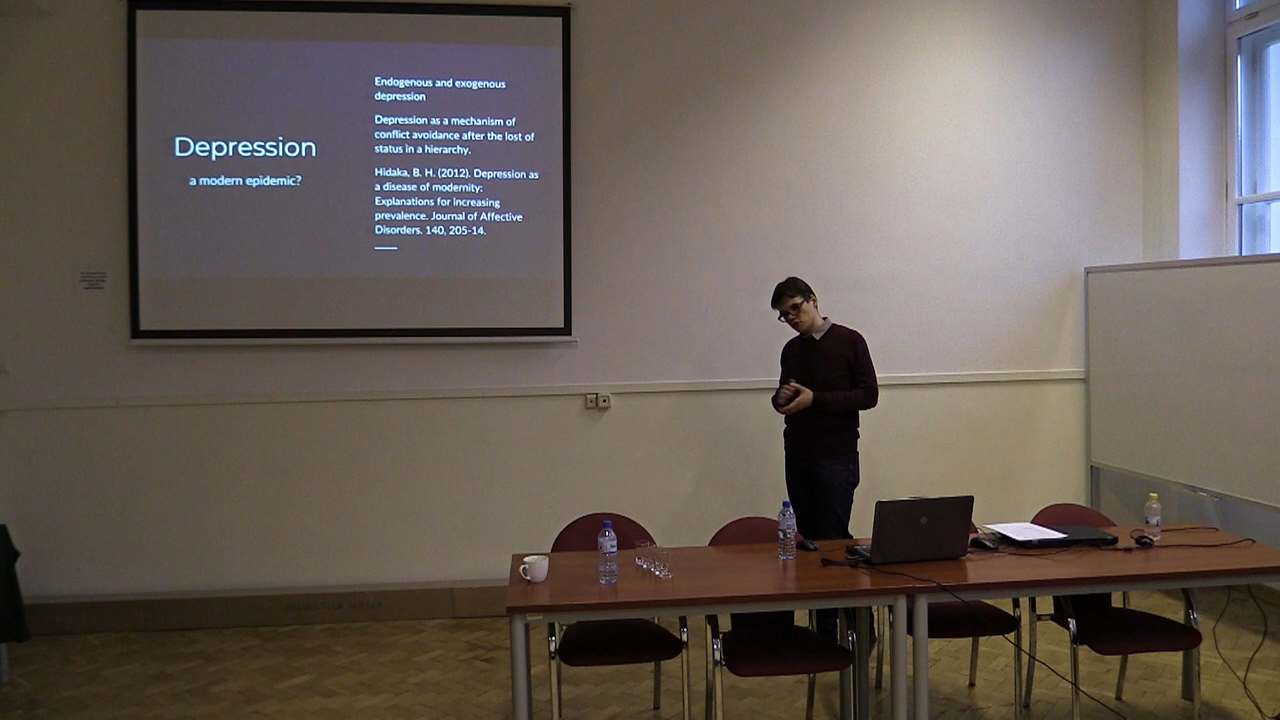 Depression
a modern epidemic?
Endogenous and exogenous
depression
Depression as a mechanism of
conflict avoidance after the lost of
status in a hierarchy.
Hidaka, B. H. (2012). Depression as
a disease of modernity:
Explanations for increasing
prevalence. Journal of Affective
Disorders. 140, 205-14.